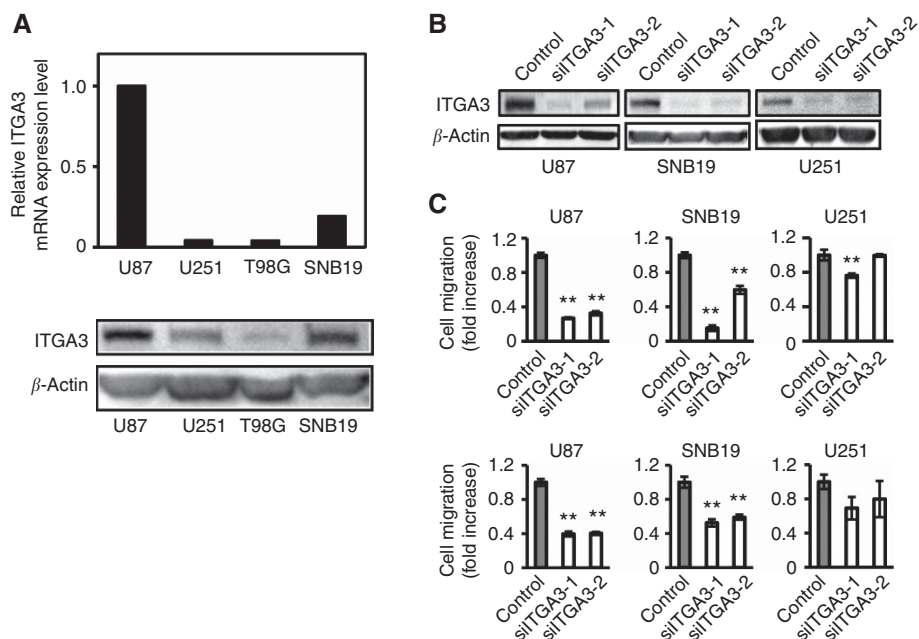 A
Relative ITGA3
mRNA expression level
1.0
0.5
0
U87 U251 T98G SNB19
ITGA3
β-Actin
U87 U251 T98G SNB19
B
Control siITGA3-1 siITGA3-2 Control siITGA3-1 siITGA3-2 Control siITGA3-1 siITGA3-2
ITGA3
β-Actin
U87 SNB19 U251
C
U87
Cell migration
(fold increase)
1.2
0.8
0.4
0
** **
Control siITGA3-1 siITGA3-2
SNB19
1.2
0.8
0.4
0
** **
Control siITGA3-1 siITGA3-2
U251
1.2
0.8
0.4
0
**
Control siITGA3-1 siITGA3-2
U87
Cell migration
(fold increase)
1.2
0.8
0.4
0
** **
Control siITGA3-1 siITGA3-2
SNB19
1.2
0.8
0.4
0
** **
Control siITGA3-1 siITGA3-2
U251
1.2
0.8
0.4
0
Control siITGA3-1 siITGA3-2